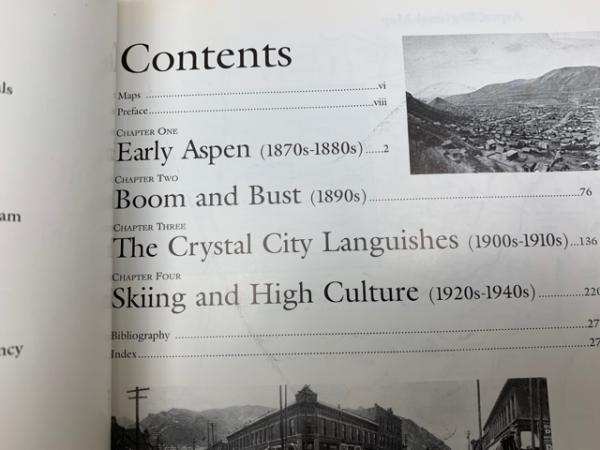 Contents
Maps ........ vi
Preface ........ viii
CHAPTER ONE
Early Aspen (1870s-1880s) ..... 2
CHAPTER TWO
Boom and Bust (1890s) ........ 76
CHAPTER THREE
The Crystal City Languishes (1900s-1910s) ... 136
CHAPTER FOUR
Skiing and High Culture (1920s-1940s) ........ 220
Bibliography ........
Index ........